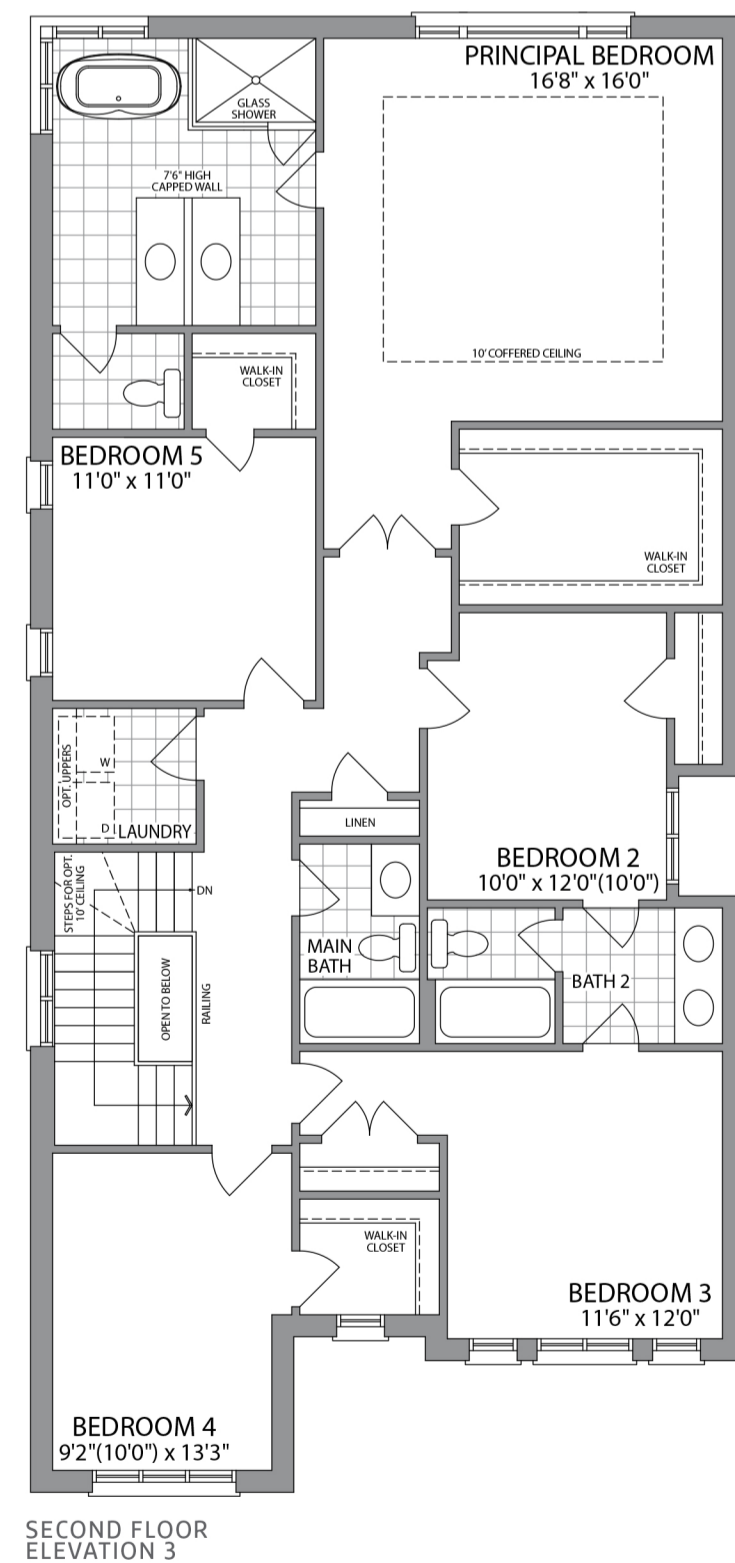 PRINCIPAL BEDROOM
16'8" x 16'0"
GLASS
SHOWER
7'6" HIGH
CAPPED WALL
10' COFFERED CEILING
WALK-IN
CLOSET
BEDROOM 5
11'0" x 11'0"
WALK-IN
CLOSET
OPT. UPPERS
W
D
LAUNDRY
LINEN
BEDROOM 2
10'0" x 12'0"(10'0")
STEPS FOR OPT.
10' CEILING
DN
MAIN
BATH
BATH 2
OPEN TO BELOW
RAILING
WALK-IN
CLOSET
BEDROOM 3
11'6" x 12'0"
BEDROOM 4
9'2"(10'0") x 13'3"
SECOND FLOOR
ELEVATION 3